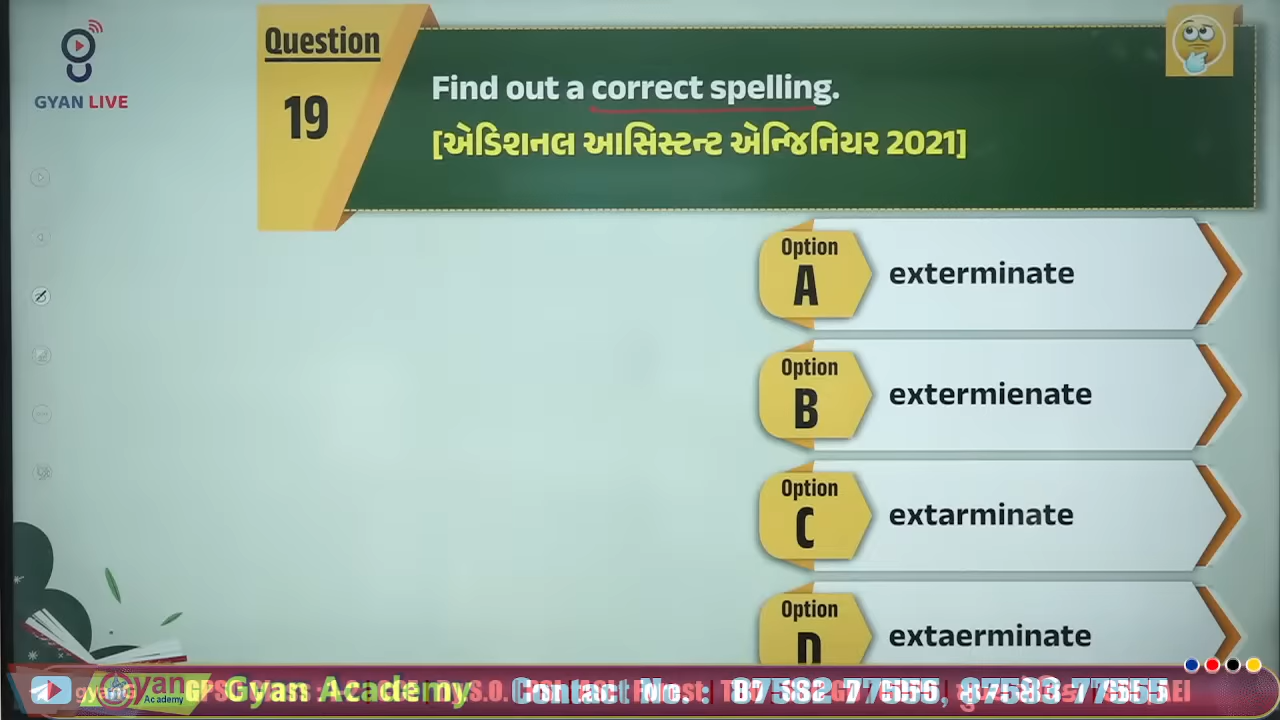 GYAN LIVE
Question
19
Find out a correct spelling.
[એડિશનલ આસિસ્ટન્ટ એન્જિનિયર 2021]
Option
A
exterminate
Option
B
extermienate
Option
C
extarminate
Option
D
extaerminate
Gyan Academy Contact No. : 87582 77555, 87583 77555